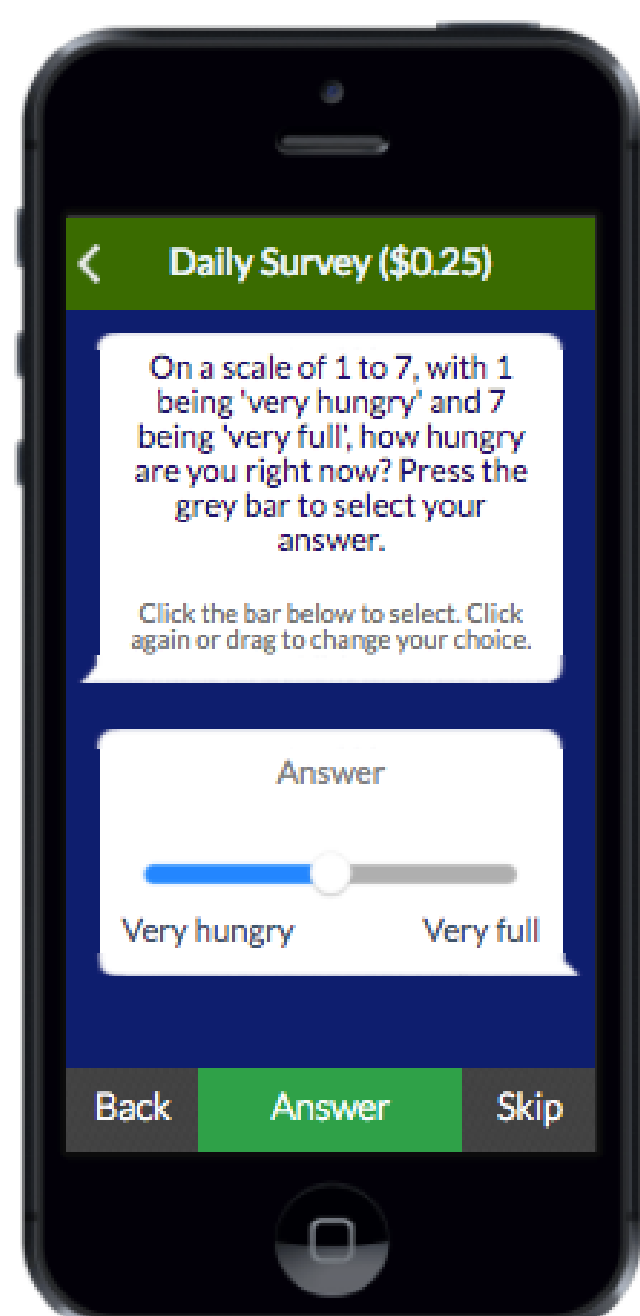 Daily Survey ($0.25)
On a scale of 1 to 7, with 1
being 'very hungry' and 7
being 'very full', how hungry
are you right now? Press the
grey bar to select your
answer.
Click the bar below to select. Click
again or drag to change your choice.
Answer
Very hungry Very full
Back Answer Skip